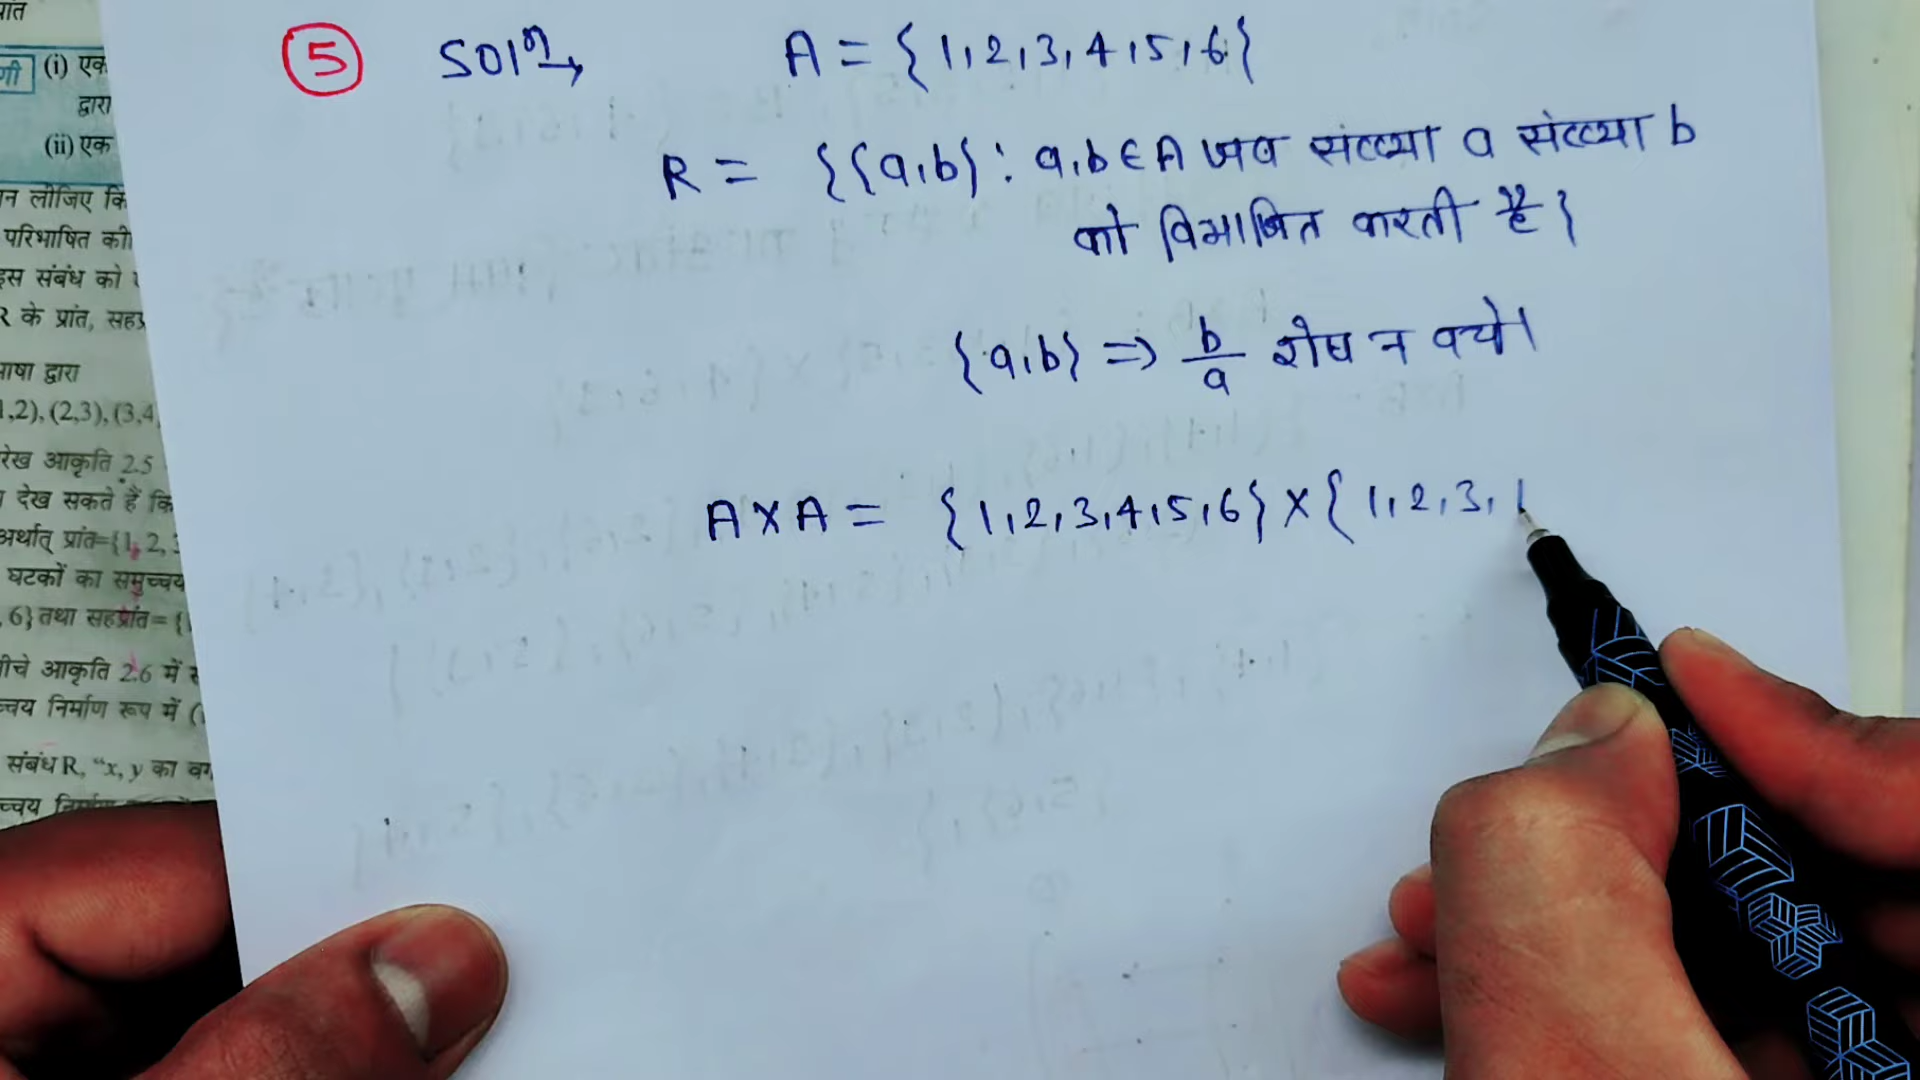 प्रांत
(i) एक
द्वारा
(ii) एक
लीजिए कि
परिभाषित की
इस संबंध को
R के प्रांत,
भाषा द्वारा
1,2), (2,3), (3,4
रेख आकृति 2.5
देख सकते हैं कि
अर्थात् प्रांत={1, 2, 3
घटकों का समुच्चय
, 6} तथा सहप्रांत= {
नीचे आकृति 2.6 में
निर्माण रूप में (
संबंध R, “x, y का वर्ग
5 Solⁿ→ A = {1,2,3,4,5,6}
R = {{a,b}: a,b∈A जब संख्या a संख्या b
को विभाजित करती है}
{a,b} => b/a शेष न बचे।
A×A = {1,2,3,4,5,6}×{1,2,3,